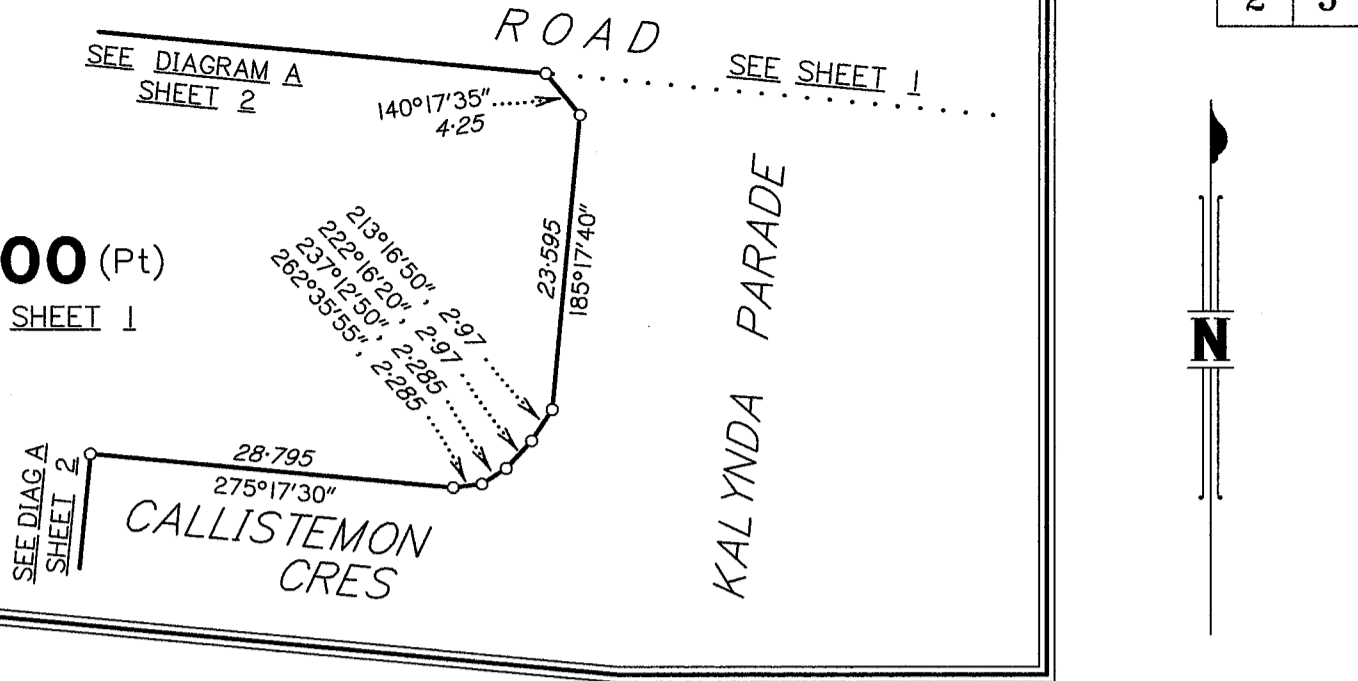 2 5
ROAD
SEE DIAGRAM A
SHEET 2
SEE SHEET 1
140°17'35"
4·25
KALYNDA PARADE
23·595
185°17'40"
213°16'50", 2·97
222°16'20", 2·97
237°12'50", 2·285
262°35'55", 2·285
00 (Pt)
SHEET 1
N
28·795
275°17'30"
SEE DIAG A
SHEET 2
CALLISTEMON
CRES